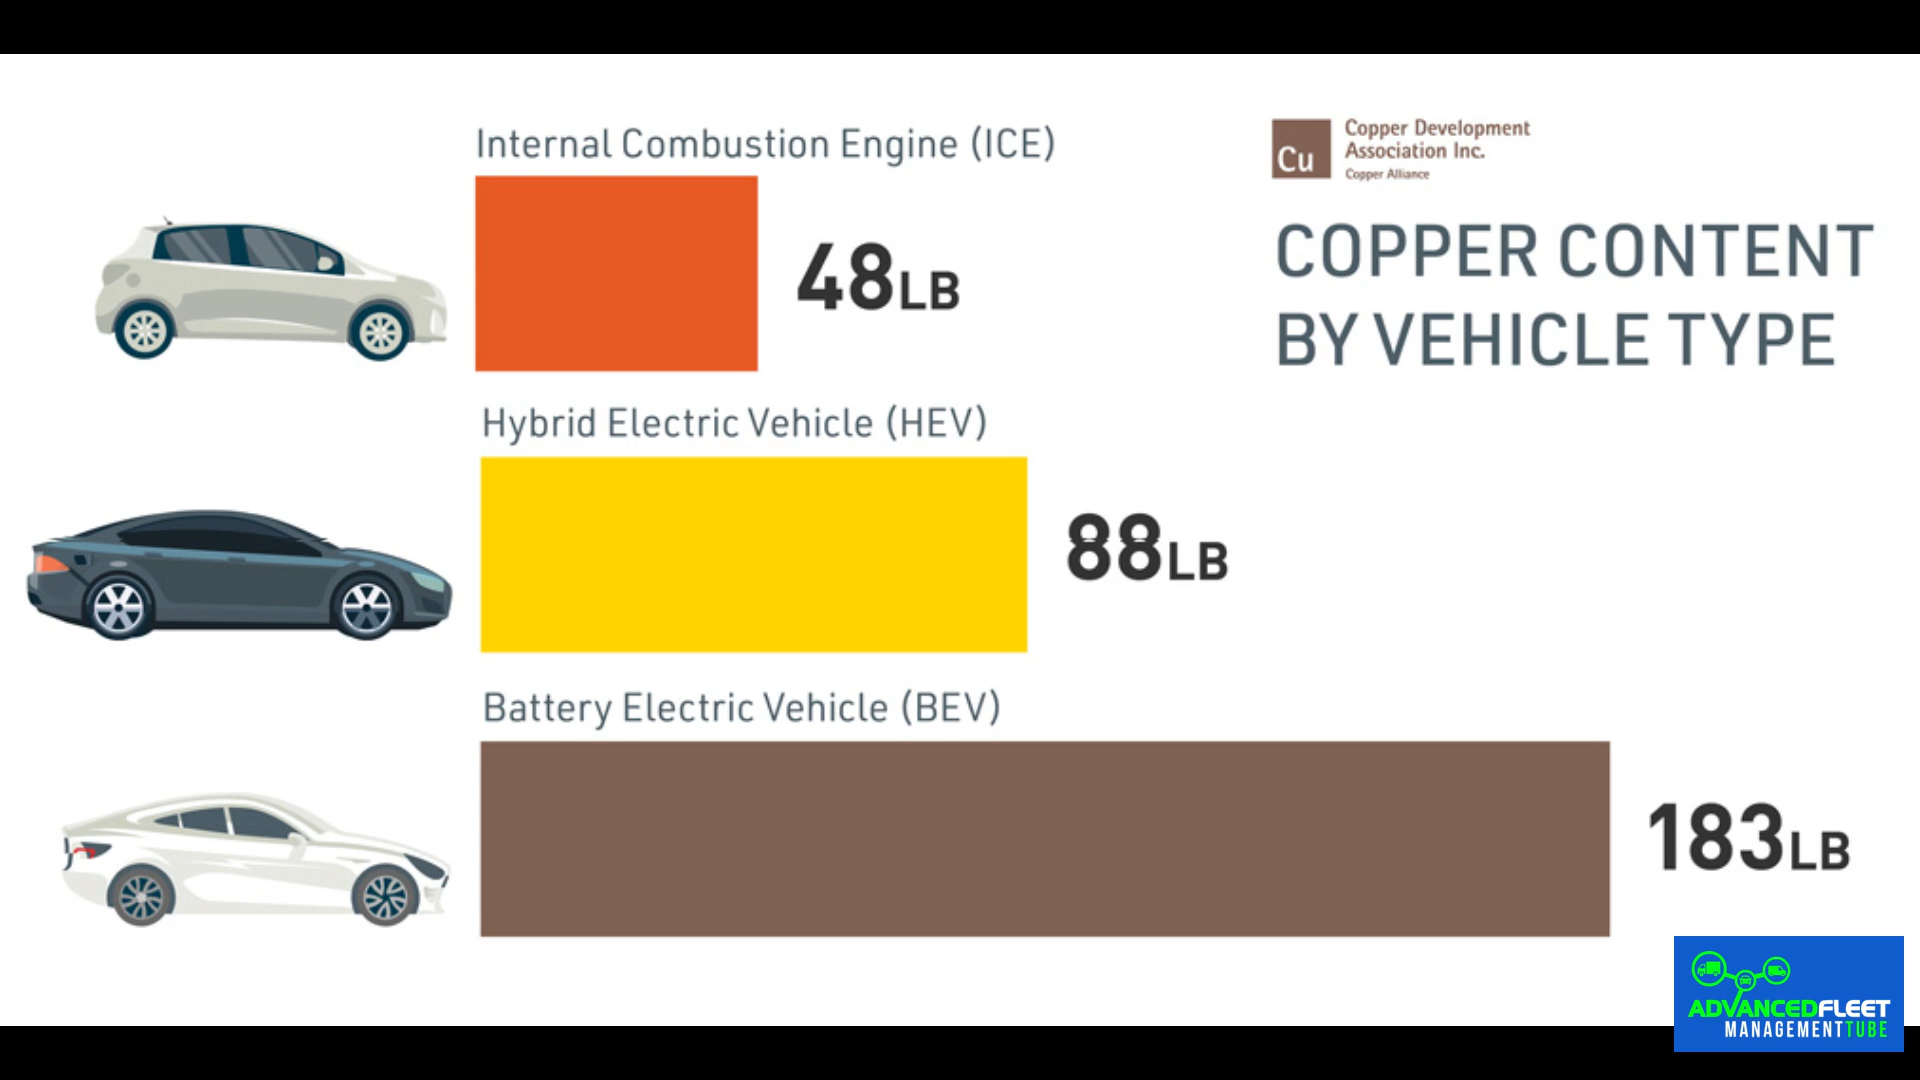 Internal Combustion Engine (ICE)
48LB
Cu
Copper Development
Association Inc.
Copper Alliance
COPPER CONTENT
BY VEHICLE TYPE
Hybrid Electric Vehicle (HEV)
88LB
Battery Electric Vehicle (BEV)
183LB
ADVANCEDFLEET
MANAGEMENTTUBE